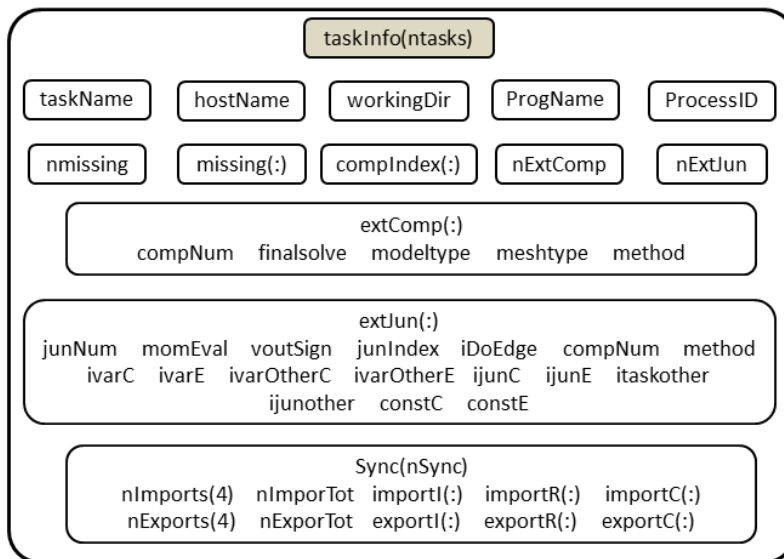 taskInfo(ntasks)
taskName hostName workingDir ProgName ProcessID
nmissing missing(:) compIndex(:) nExtComp nExtJun
extComp(:)
compNum finalsolve modeltype meshtype method
extJun(:)
junNum momEval voutSign junIndex iDoEdge compNum method
ivarC ivarE ivarOtherC ivarOtherE ijunC ijunE itaskother
ijunother constC constE
Sync(nSync)
nImports(4) nImporTot importI(:) importR(:) importC(:)
nExports(4) nExporTot exportI(:) exportR(:) exportC(:)